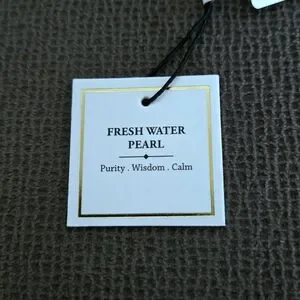 FRESH WATER
PEARL
Purity . Wisdom . Calm